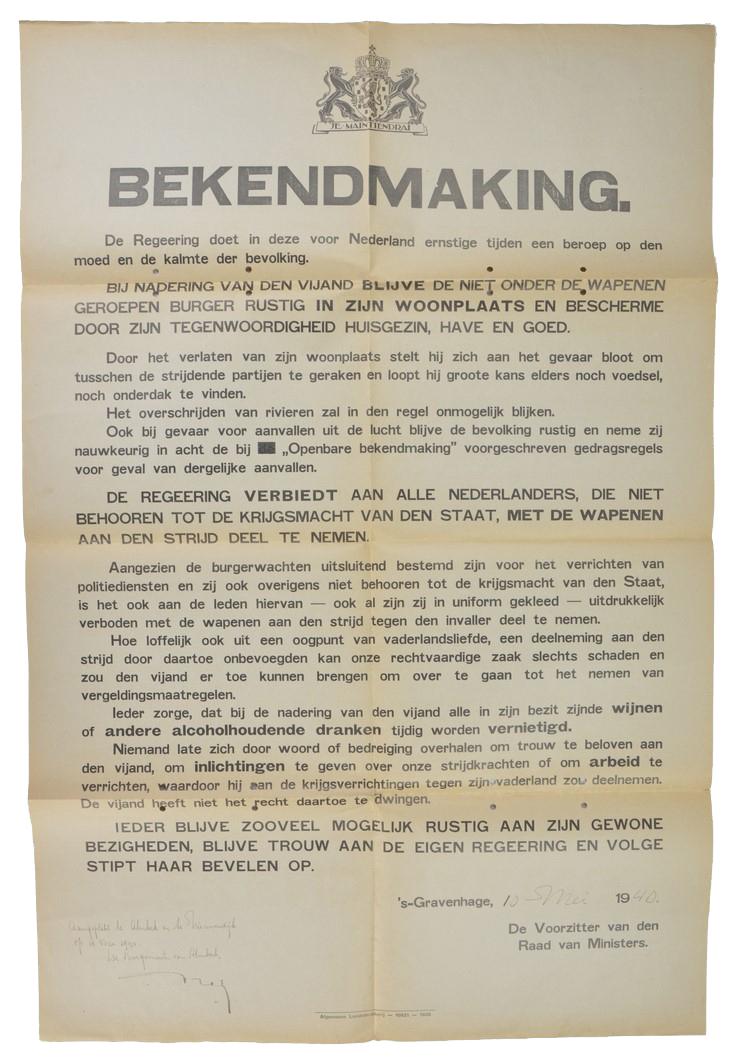 JE MAINTIENDRAI
BEKENDMAKING.
De Regeering doet in deze voor Nederland ernstige tijden een beroep op den
moed en de kalmte der bevolking.
BIJ NADERING VAN DEN VIJAND BLIJVE DE NIET ONDER DE WAPENEN
GEROEPEN BURGER RUSTIG IN ZIJN WOONPLAATS EN BESCHERME
DOOR ZIJN TEGENWOORDIGHEID HUISGEZIN, HAVE EN GOED.
Door het verlaten van zijn woonplaats stelt hij zich aan het gevaar bloot om
tusschen de strijdende partijen te geraken en loopt hij groote kans elders noch voedsel,
noch onderdak te vinden.
Het overschrijden van rivieren zal in den regel onmogelijk blijken.
Ook bij gevaar voor aanvallen uit de lucht blijve de bevolking rustig en neme zij
nauwkeurig in acht de bij „Openbare bekendmaking” voorgeschreven gedragsregels
voor geval van dergelijke aanvallen.
DE REGEERING VERBIEDT AAN ALLE NEDERLANDERS, DIE NIET
BEHOOREN TOT DE KRIJGSMACHT VAN DEN STAAT, MET DE WAPENEN
AAN DEN STRIJD DEEL TE NEMEN.
Aangezien de burgerwachten uitsluitend bestemd zijn voor het verrichten van
politiediensten en zij ook overigens niet behooren tot de krijgsmacht van den Staat,
is het ook aan de leden hiervan — ook al zijn zij in uniform gekleed — uitdrukkelijk
verboden met de wapenen aan den strijd tegen den invaller deel te nemen.
Hoe loffelijk ook uit een oogpunt van vaderlandsliefde, een deelneming aan den
strijd door daartoe onbevoegden kan onze rechtvaardige zaak slechts schaden en
zou den vijand er toe kunnen brengen om over te gaan tot het nemen van
vergeldingsmaatregelen.
Ieder zorge, dat bij de nadering van den vijand alle in zijn bezit zijnde wijnen
of andere alcoholhoudende dranken tijdig worden vernietigd.
Niemand late zich door woord of bedreiging overhalen om trouw te beloven aan
den vijand, om inlichtingen te geven over onze strijdkrachten of om arbeid te
verrichten, waardoor hij aan de krijgsverrichtingen tegen zijn vaderland zou deelnemen.
De vijand heeft niet het recht daartoe te dwingen.
IEDER BLIJVE ZOOVEEL MOGELIJK RUSTIG AAN ZIJN GEWONE
BEZIGHEDEN, BLIJVE TROUW AAN DE EIGEN REGEERING EN VOLGE
STIPT HAAR BEVELEN OP.
's-Gravenhage, 10 Mei 1940.
De Voorzitter van den
Raad van Ministers.
op Mei 1940.
De Burgemeester van
Algemeene